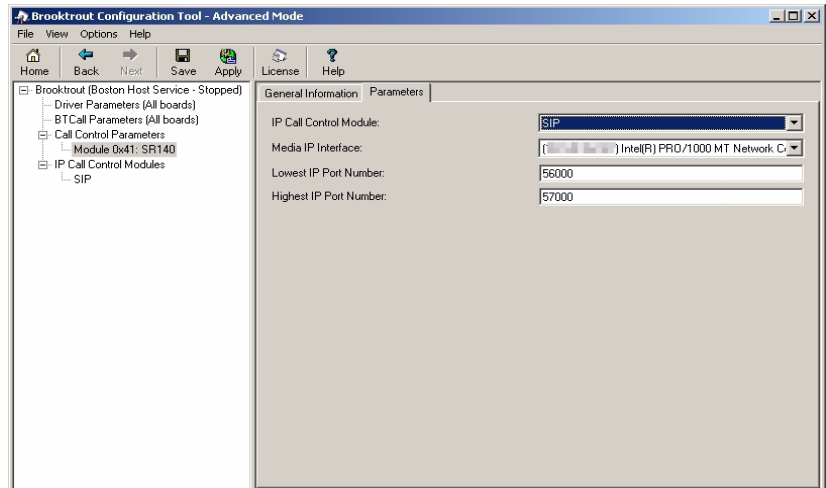 Brooktrout Configuration Tool - Advanced Mode
File View Options Help
Home Back Next Save Apply License Help
Brooktrout (Boston Host Service - Stopped)
Driver Parameters (All boards)
BTCall Parameters (All boards)
Call Control Parameters
Module 0x41: SR140
IP Call Control Modules
SIP
General Information Parameters
IP Call Control Module: SIP
Media IP Interface: ( ) Intel(R) PRO/1000 MT Network C
Lowest IP Port Number: 56000
Highest IP Port Number: 57000